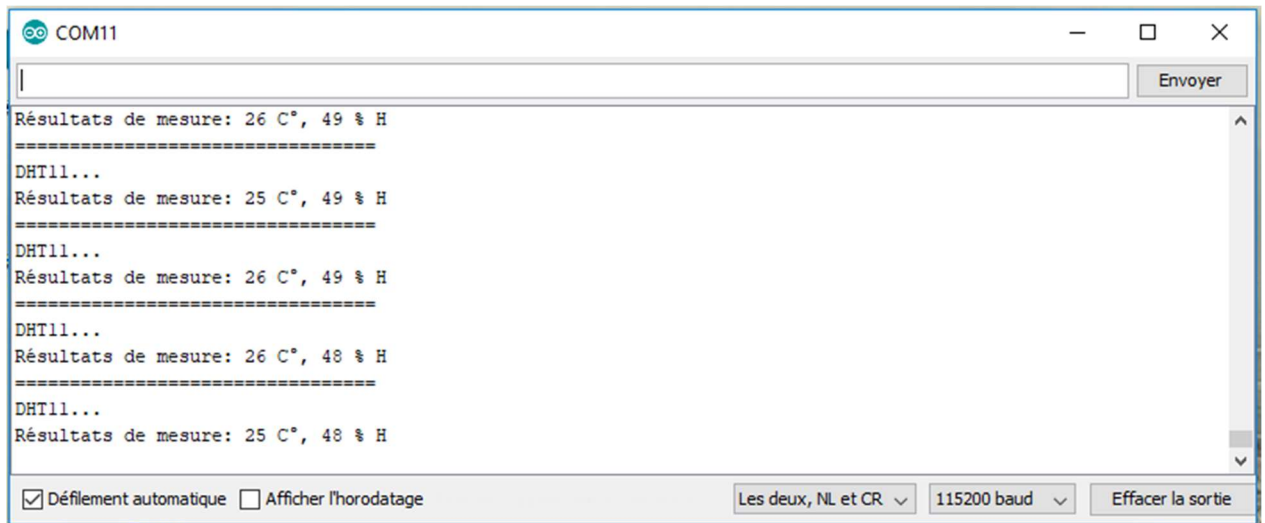 COM11
Envoyer
Résultats de mesure: 26 C°, 49 % H
=================================
DHT11...
Résultats de mesure: 25 C°, 49 % H
=================================
DHT11...
Résultats de mesure: 26 C°, 49 % H
=================================
DHT11...
Résultats de mesure: 26 C°, 48 % H
=================================
DHT11...
Résultats de mesure: 25 C°, 48 % H
Défilement automatique Afficher l'horodatage Les deux, NL et CR 115200 baud Effacer la sortie